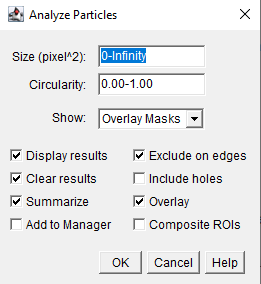 Analyze Particles
Size (pixel^2): 0-Infinity
Circularity: 0.00-1.00
Show: Overlay Masks
Display results Exclude on edges
Clear results Include holes
Summarize Overlay
Add to Manager Composite ROIs
OK Cancel Help